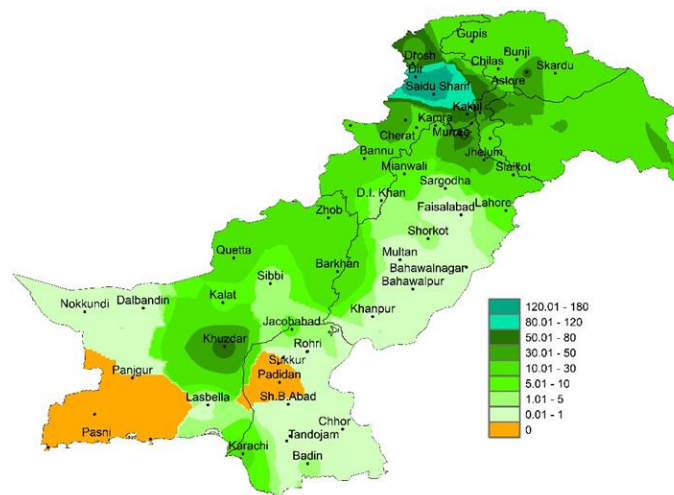 Gupis
Drosh
Bunji
Dir
Chilas
Skardu
Astore
Saidu Sharif
Kakul
Kamra
Murree
Cherat
Bannu
Jhelum
Mianwali
Sialkot
Sargodha
D.I. Khan
Faisalabad
Lahore
Zhob
Shorkot
Quetta
Multan
Barkhan
Bahawalnagar
Sibbi
Bahawalpur
Nokkundi
Dalbandin
Kalat
Khanpur
Jacobabad
Khuzdar
Rohri
Sukkur
Panjgur
Padidan
Lasbella
Sh.B.Abad
Pasni
Chhor
Tandojam
Karachi
Badin
120.01 - 180
80.01 - 120
50.01 - 80
30.01 - 50
10.01 - 30
5.01 - 10
1.01 - 5
0.01 - 1
0